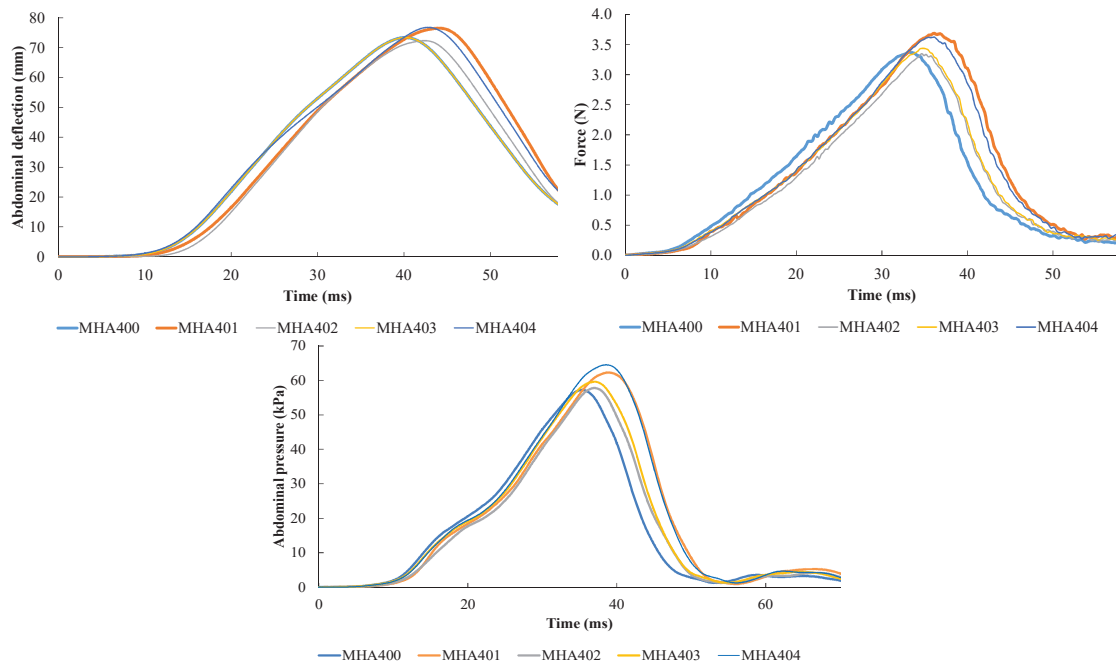 Abdominal deflection (mm)
80
70
60
50
40
30
20
10
0
0 10 20 30 40 50
Time (ms)
MHA400 MHA401 MHA402 MHA403 MHA404
Force (N)
4.0
3.5
3.0
2.5
2.0
1.5
1.0
0.5
0.0
0 10 20 30 40 50
Time (ms)
MHA400 MHA401 MHA402 MHA403 MHA404
Abdominal pressure (kPa)
70
60
50
40
30
20
10
0
0 20 40 60
Time (ms)
MHA400 MHA401 MHA402 MHA403 MHA404